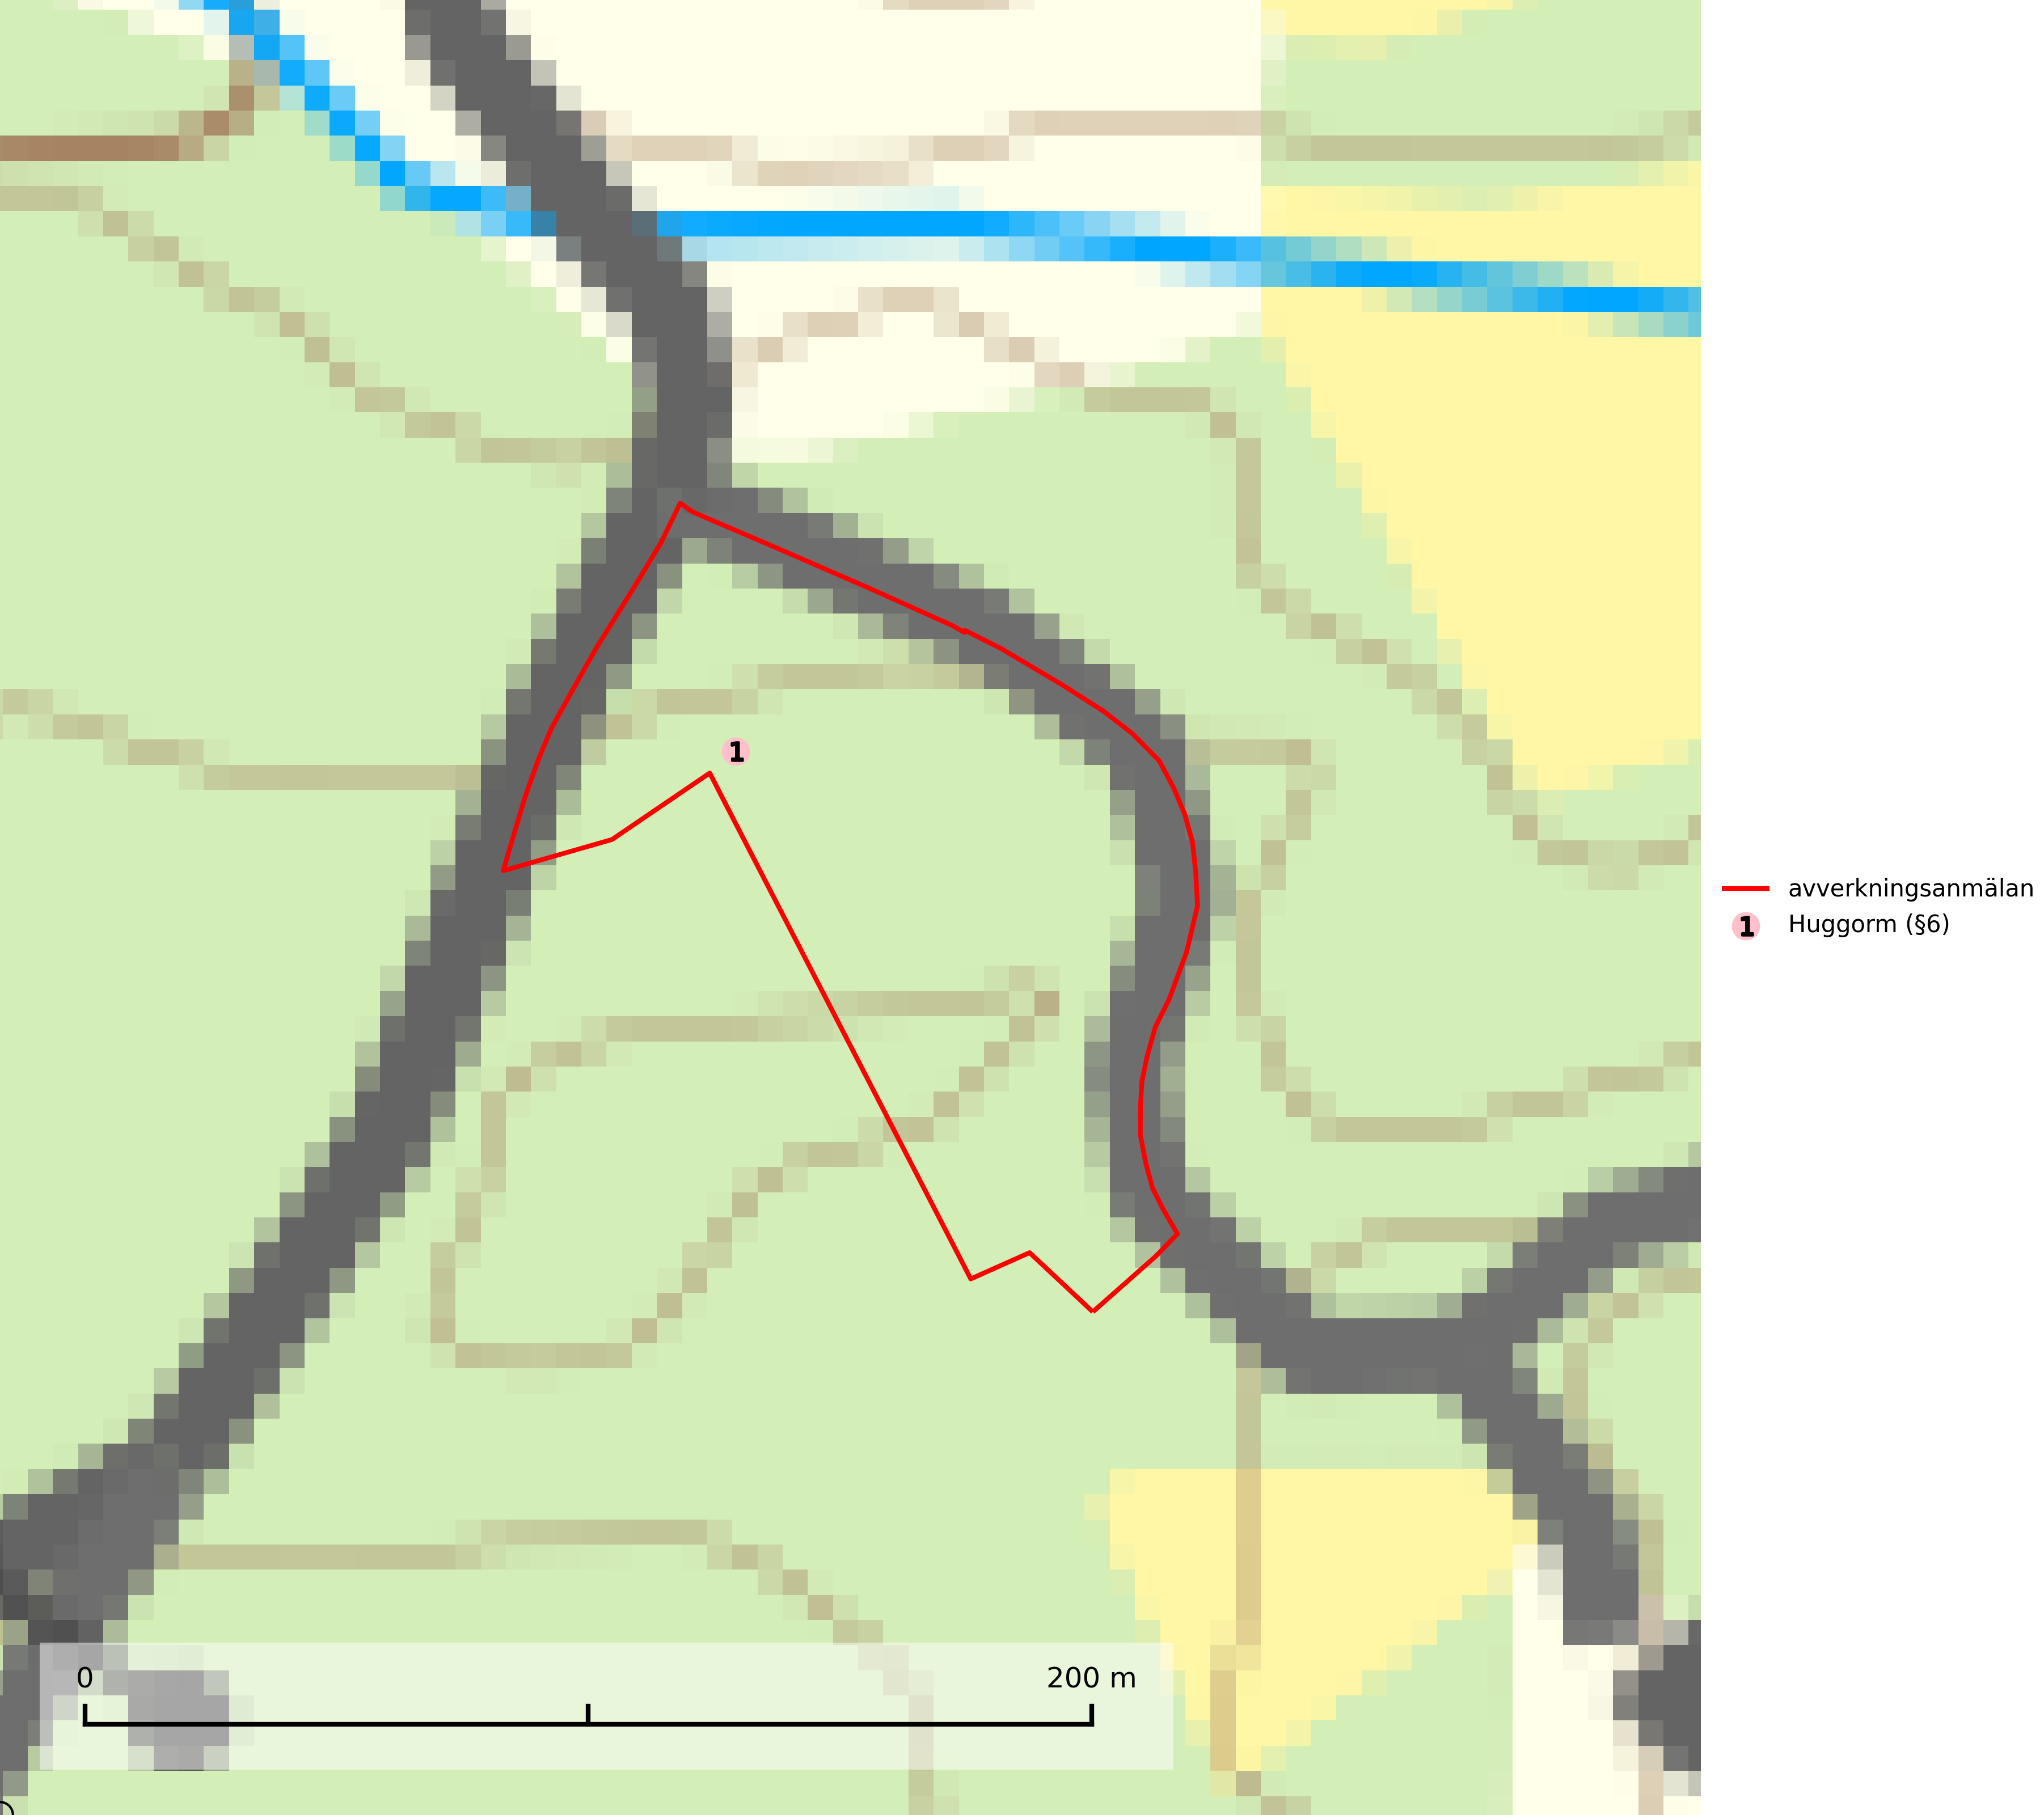 1
0
200 m
avverkningsanmälan
1 Huggorm (§6)